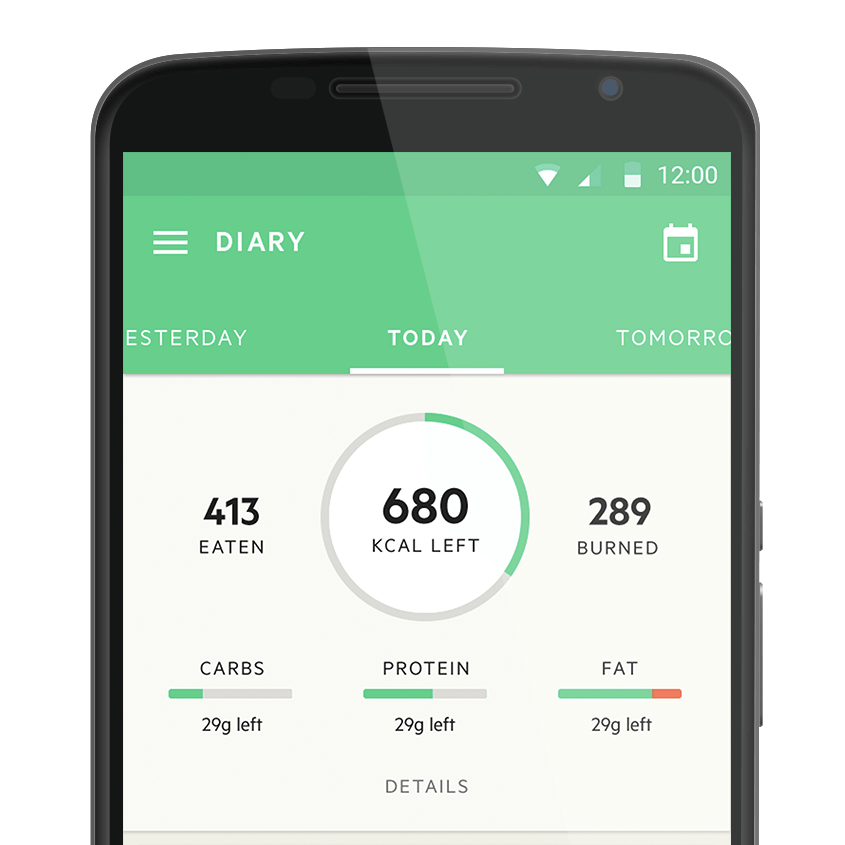 12:00
DIARY
ESTERDAY TODAY TOMORRO
413 680 289
EATEN KCAL LEFT BURNED
CARBS PROTEIN FAT
29g left 29g left 29g left
DETAILS